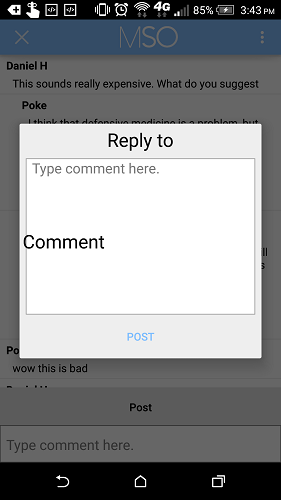 85% 3:43 PM
4G
MSO
Daniel H
This sounds really expensive. What do you suggest
Poke
I think that defensive medicine is a problem, but
Reply to
Type comment here.
Comment
POST
Po
wow this is bad
Post
Type comment here.